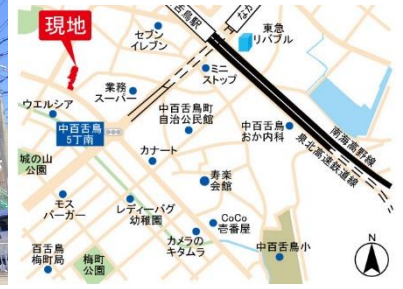 現地
百舌鳥駅
なか
セブン
イレブン
東急
リバブル
ミニ
ストップ
業務
スーパー
ウエルシア
中百舌鳥
5丁南
中百舌鳥町
自治公民館
中百舌鳥
おか内科
南海高野線
泉北高速鉄道線
カナート
城の山
公園
寿楽
会館
モス
バーガー
レディーバグ
幼稚園
CoCo
壱番屋
カメラの
キタムラ
中百舌鳥小
百舌鳥
梅町局
梅町
公園
N